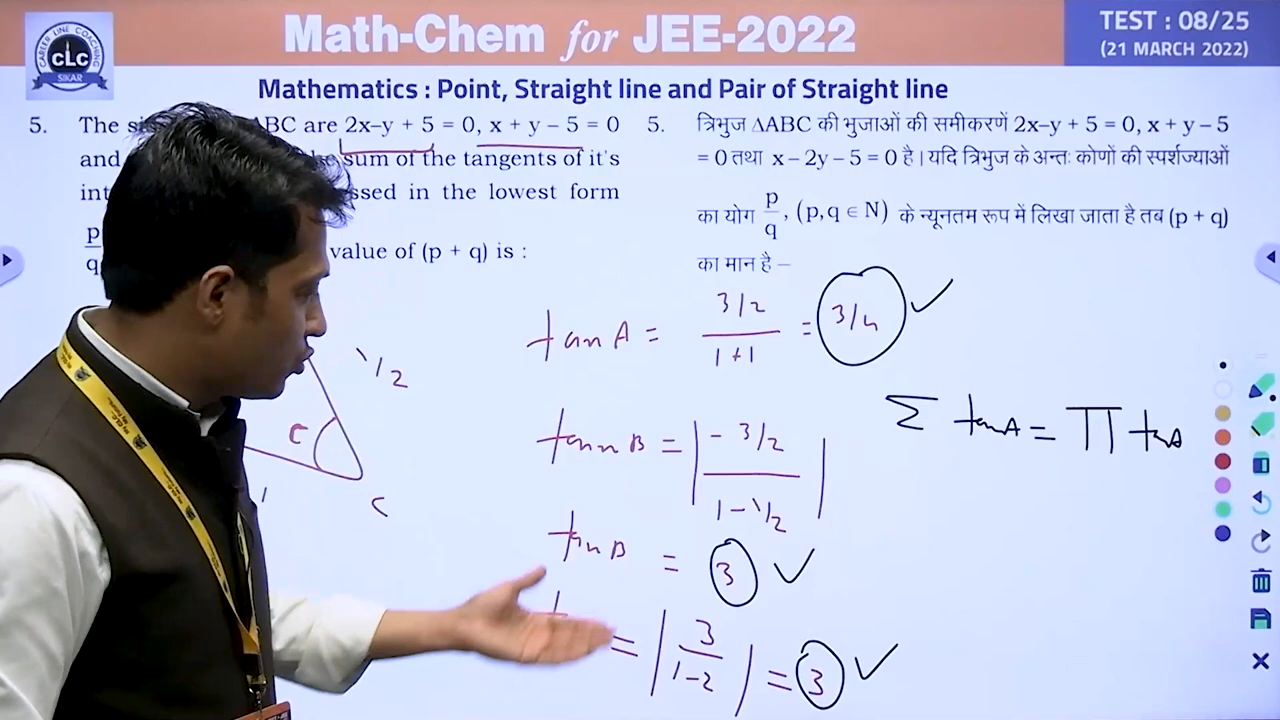 CAREER LINE COACHING
CLC
SIKAR
Math-Chem for JEE-2022
TEST : 08/25
(21 MARCH 2022)
Mathematics : Point, Straight line and Pair of Straight line
5. The ABC are 2x–y + 5 = 0, x + y – 5 = 0
and sum of the tangents of it's
ssed in the lowest form
p
q value of (p + q) is :
5. त्रिभुज ΔABC की भुजाओं की समीकरणें 2x–y + 5 = 0, x + y – 5
= 0 तथा x – 2y – 5 = 0 है। यदि त्रिभुज के अन्तः कोणों की स्पर्शज्याओं
का योग p/q, (p,q ∈ N) के न्यूनतम रूप में लिखा जाता है तब (p + q)
का मान है –
tan A = 3/2 / 1+1 = 3/4 ✓
1/2
C
1
C
tan B = |- 3/2 / 1 - 1/2|
Σ tanA = Π tanA
tan B = 3 ✓
= |3 / 1-2| = 3 ✓